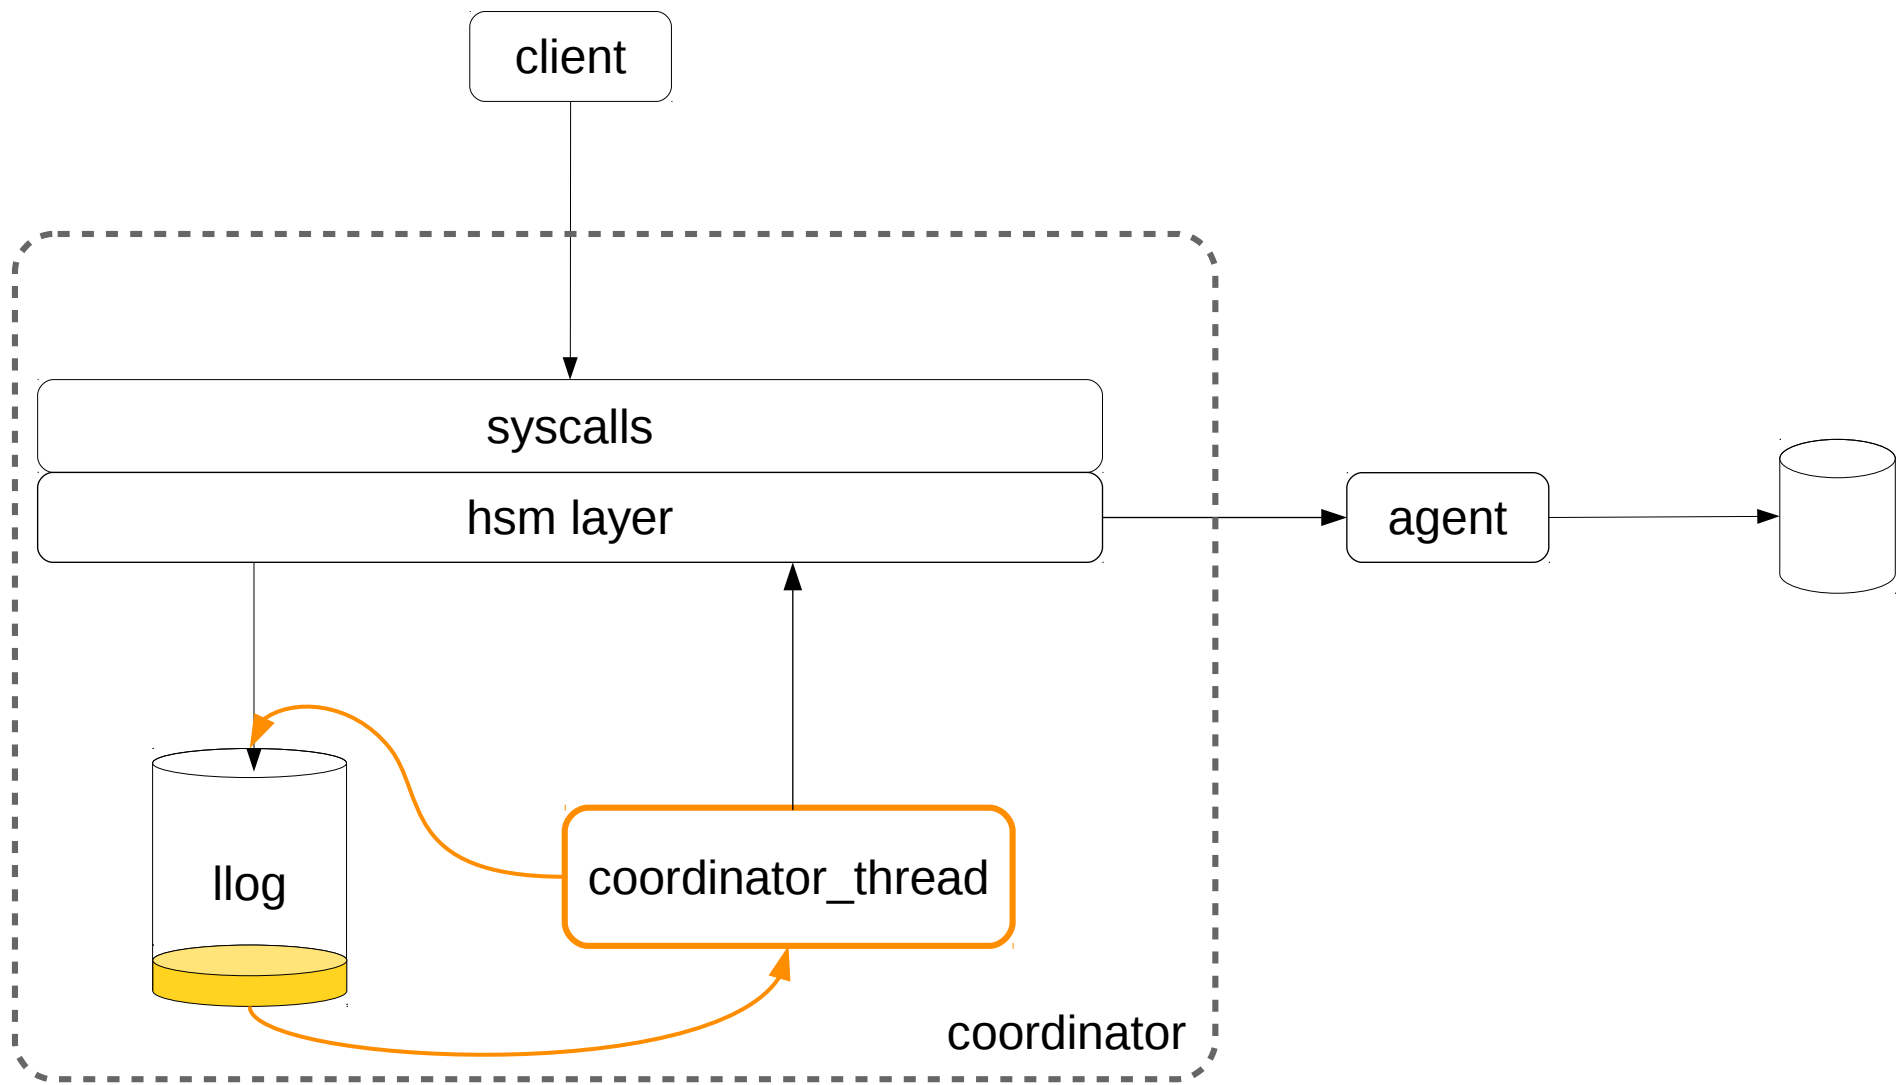 client
syscalls
hsm layer
agent
llog
coordinator_thread
coordinator